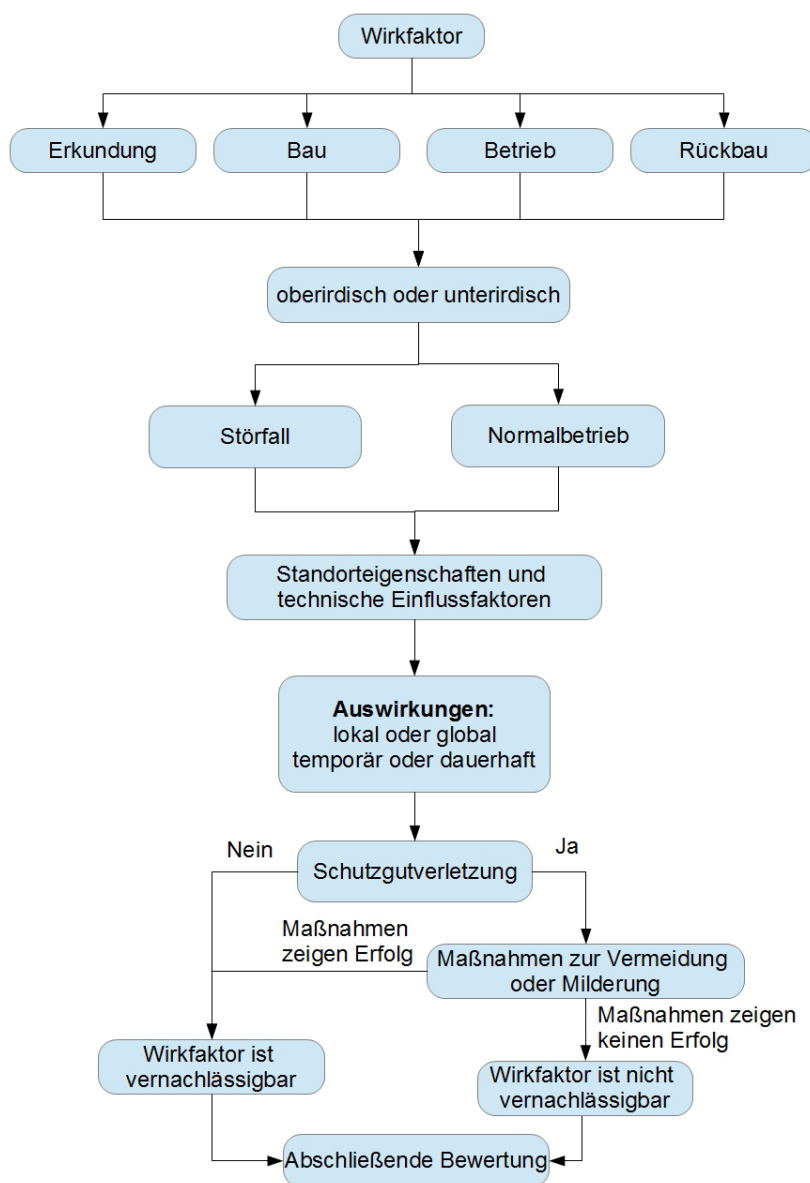 Wirkfaktor
Erkundung
Bau
Betrieb
Rückbau
oberirdisch oder unterirdisch
Störfall
Normalbetrieb
Standorteigenschaften und
technische Einflussfaktoren
Auswirkungen:
lokal oder global
temporär oder dauerhaft
Nein
Schutzgutverletzung
Ja
Maßnahmen
zeigen Erfolg
Maßnahmen zur Vermeidung
oder Milderung
Maßnahmen zeigen
keinen Erfolg
Wirkfaktor ist
vernachlässigbar
Wirkfaktor ist nicht
vernachlässigbar
Abschließende Bewertung